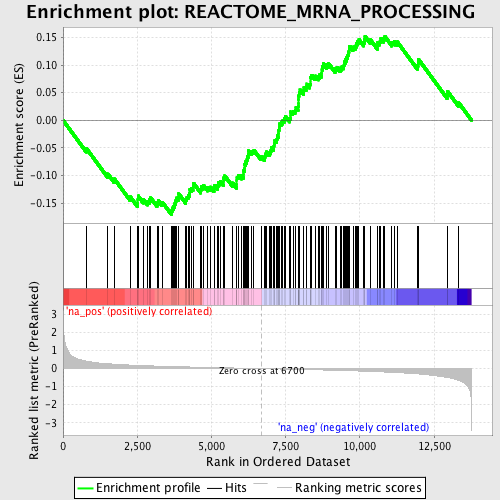 Enrichment plot: REACTOME_MRNA_PROCESSING
Enrichment score (ES)
0.15
0.10
0.05
0.00
-0.05
-0.10
-0.15
'na_pos' (positively correlated)
Ranked list metric (PreRanked)
3
2
1
0
-1
-2
-3
Zero cross at 6700
'na_neg' (negatively correlated)
0
2,500
5,000
7,500
10,000
12,500
Rank in Ordered Dataset
Enrichment profile
Hits
Ranking metric scores